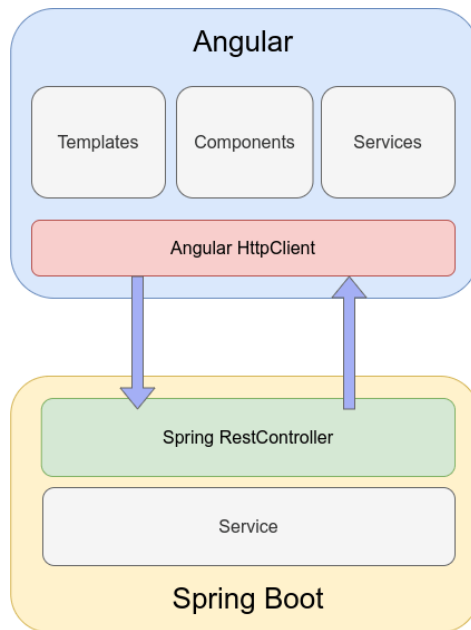 Angular
Templates
Components
Services
Angular HttpClient
Spring RestController
Service
Spring Boot